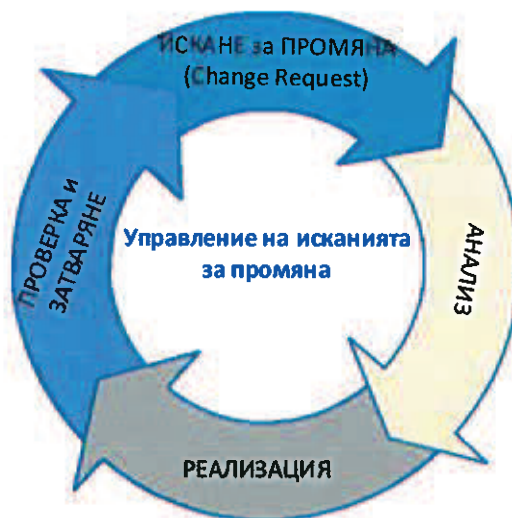 ИСКАНЕ за ПРОМЯНА
(Change Request)
АНАЛИЗ
РЕАЛИЗАЦИЯ
ПРОВЕРКА и
ЗАТВАРЯНЕ
Управление на исканията
за промяна